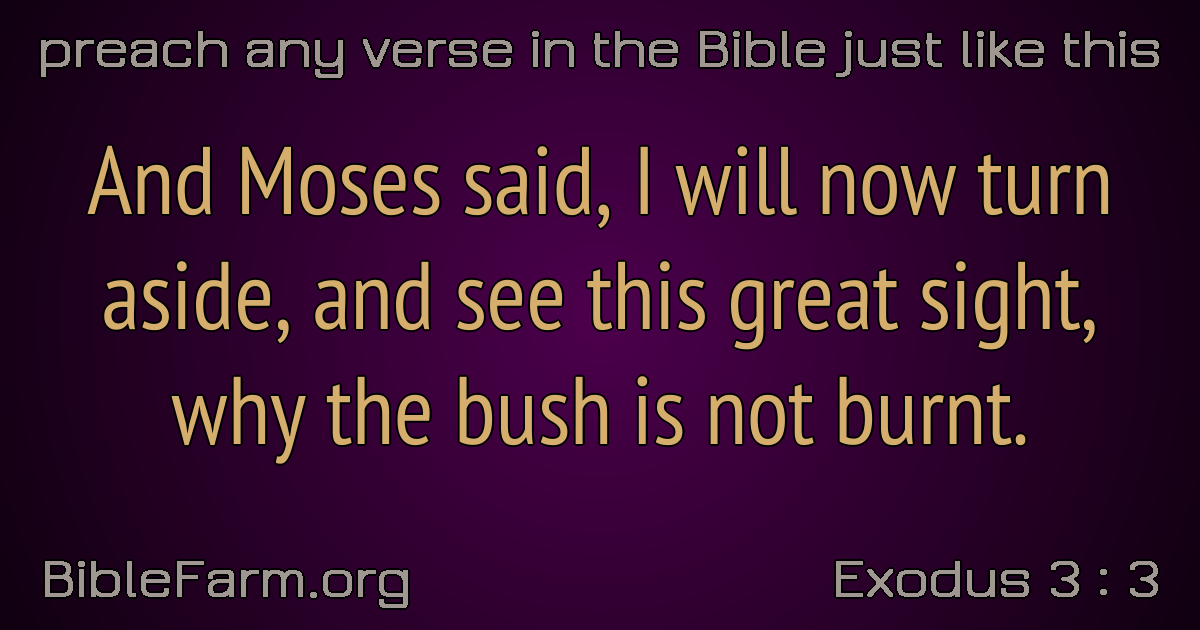 preach any verse in the Bible just like this
And Moses said, I will now turn
aside, and see this great sight,
why the bush is not burnt.
BibleFarm.org
Exodus 3 : 3